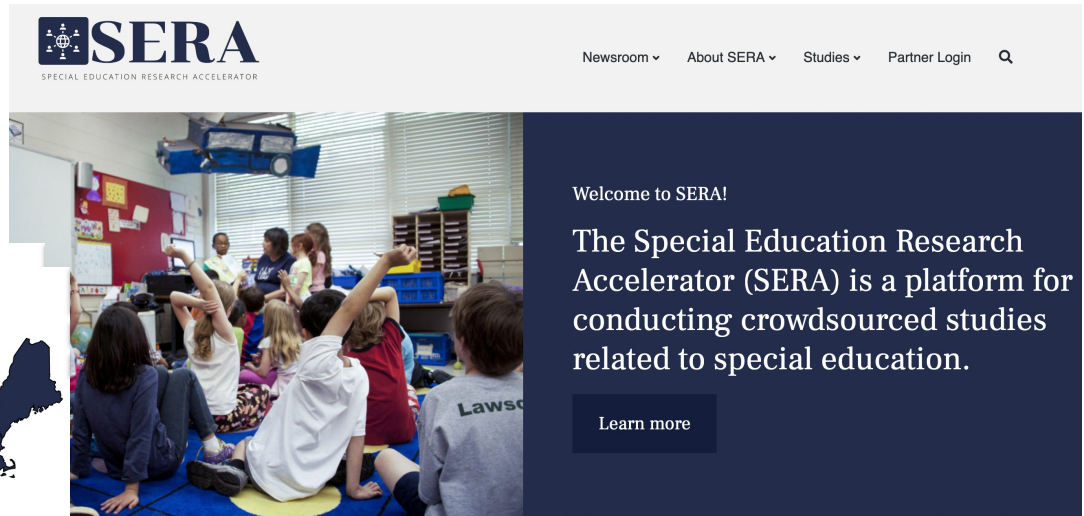 SERA
SPECIAL EDUCATION RESEARCH ACCELERATOR
Newsroom About SERA Studies Partner Login
Welcome to SERA!
The Special Education Research
Accelerator (SERA) is a platform for
conducting crowdsourced studies
related to special education.
Learn more